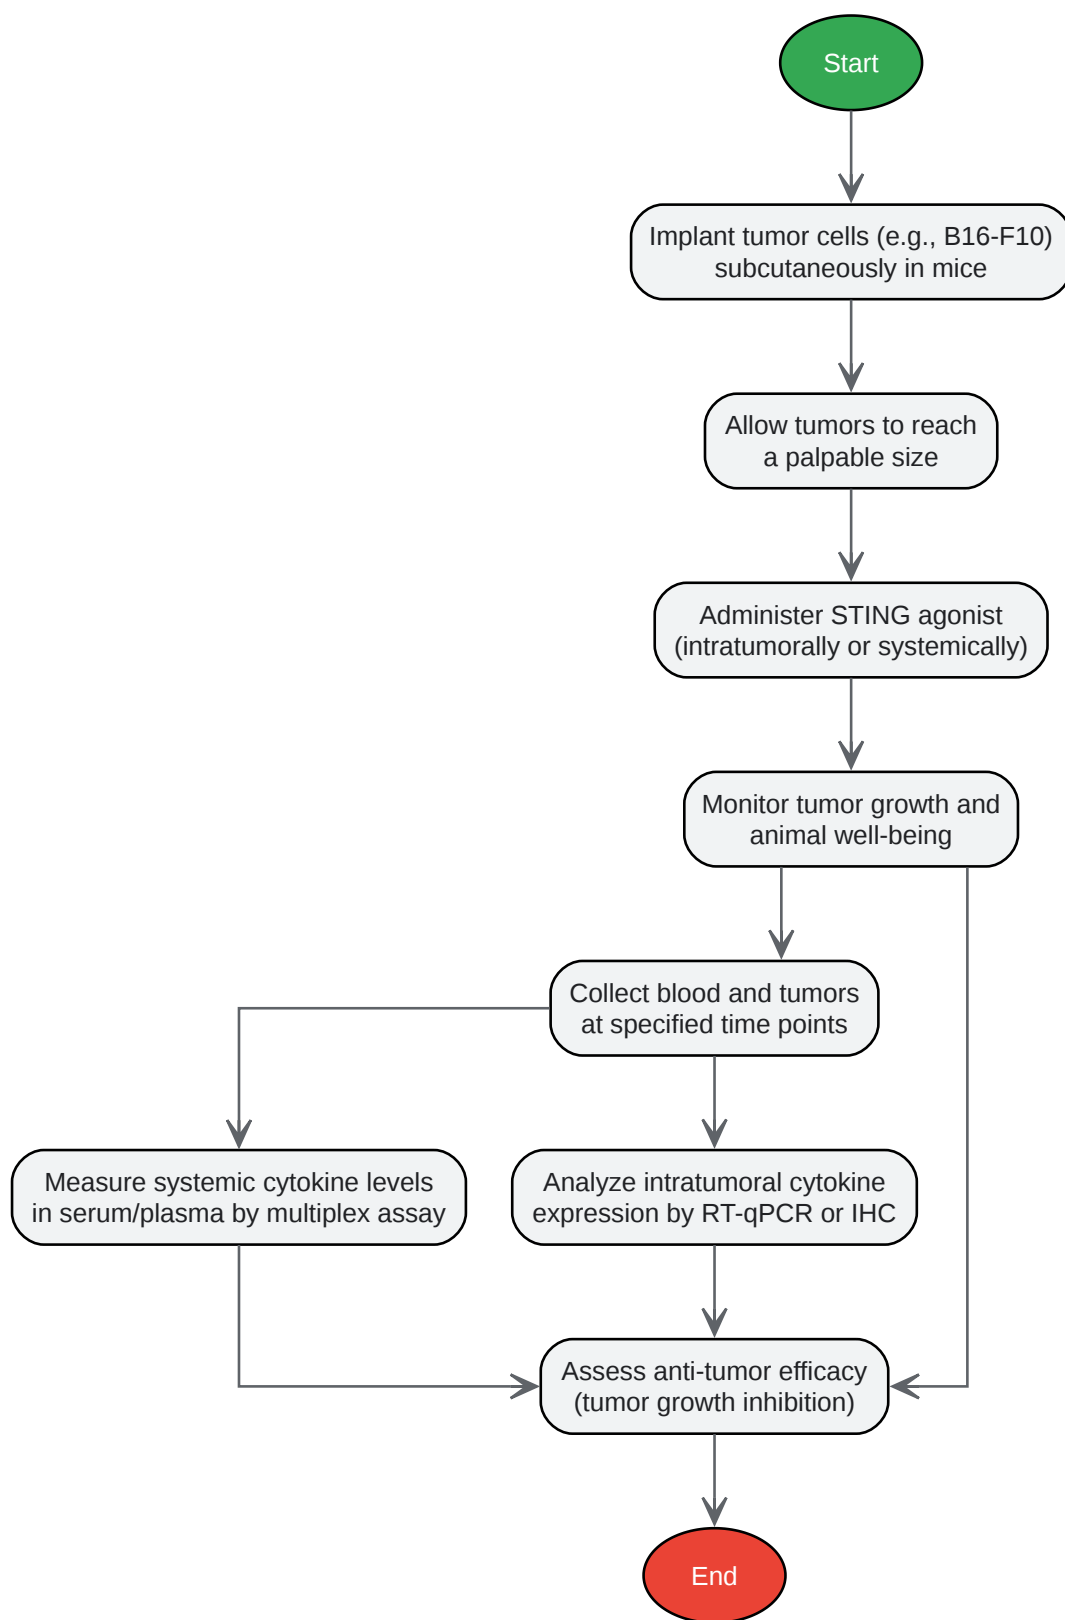 Start
Implant tumor cells (e.g., B16-F10)
subcutaneously in mice
Allow tumors to reach
a palpable size
Administer STING agonist
(intratumorally or systemically)
Monitor tumor growth and
animal well-being
Collect blood and tumors
at specified time points
Measure systemic cytokine levels
in serum/plasma by multiplex assay
Analyze intratumoral cytokine
expression by RT-qPCR or IHC
Assess anti-tumor efficacy
(tumor growth inhibition)
End